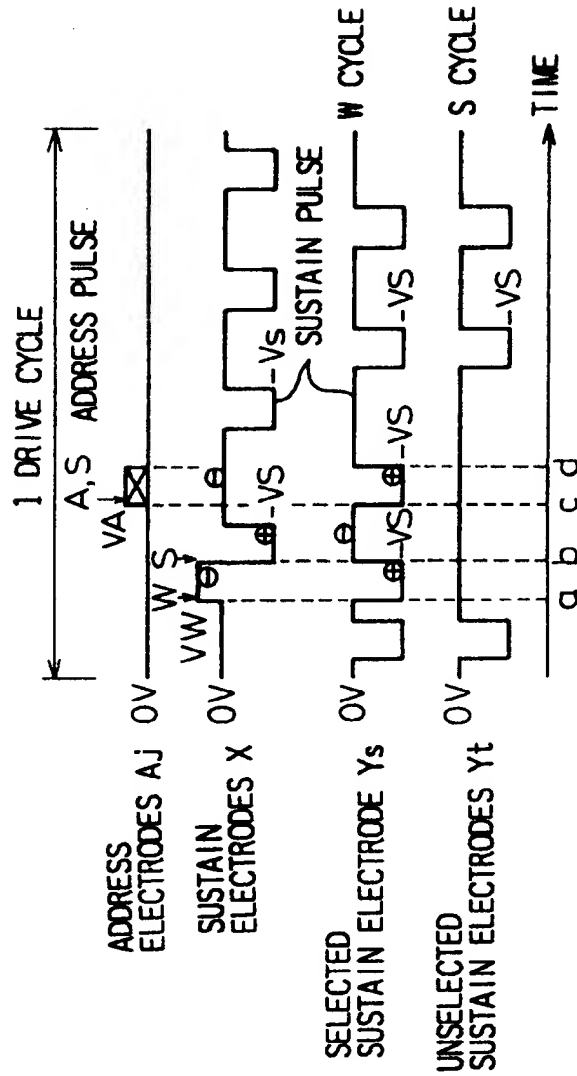 1 DRIVE CYCLE
A,S ADDRESS PULSE
VA
ADDRESS
ELECTRODES Aj
0V
W S
VW
⊖
⊖
SUSTAIN
ELECTRODES X
0V
⊕
-VS
-Vs
SUSTAIN PULSE
SELECTED
SUSTAIN ELECTRODE Ys
0V
⊖
W CYCLE
⊕
-VS
⊕
-VS
-VS
UNSELECTED
SUSTAIN ELECTRODES Yt
0V
S CYCLE
-VS
a b c d TIME